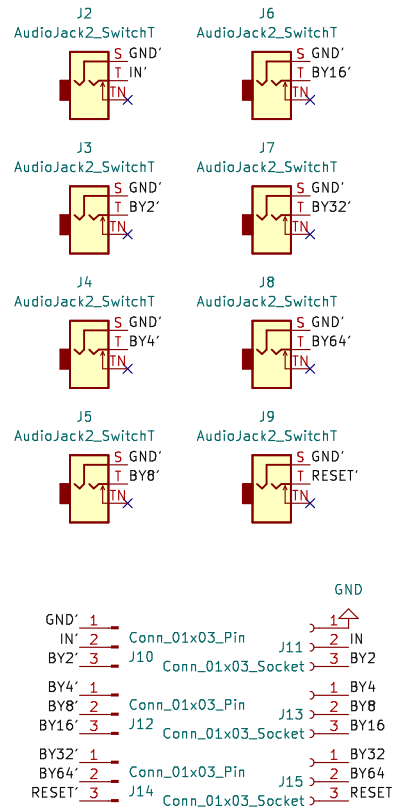 J2
AudioJack2_SwitchT
S GND'
T IN'
TN
J6
AudioJack2_SwitchT
S GND'
T BY16'
TN
J3
AudioJack2_SwitchT
S GND'
T BY2'
TN
J7
AudioJack2_SwitchT
S GND'
T BY32'
TN
J4
AudioJack2_SwitchT
S GND'
T BY4'
TN
J8
AudioJack2_SwitchT
S GND'
T BY64'
TN
J5
AudioJack2_SwitchT
S GND'
T BY8'
TN
J9
AudioJack2_SwitchT
S GND'
T RESET'
TN
GND' 1
IN' 2
BY2' 3
Conn_01x03_Pin
J10
GND
1
J11 2 IN
Conn_01x03_Socket 3 BY2
BY4' 1
BY8' 2
BY16' 3
Conn_01x03_Pin
J12
1 BY4
J13 2 BY8
Conn_01x03_Socket 3 BY16
BY32' 1
BY64' 2
RESET' 3
Conn_01x03_Pin
J14
1 BY32
J15 2 BY64
Conn_01x03_Socket 3 RESET